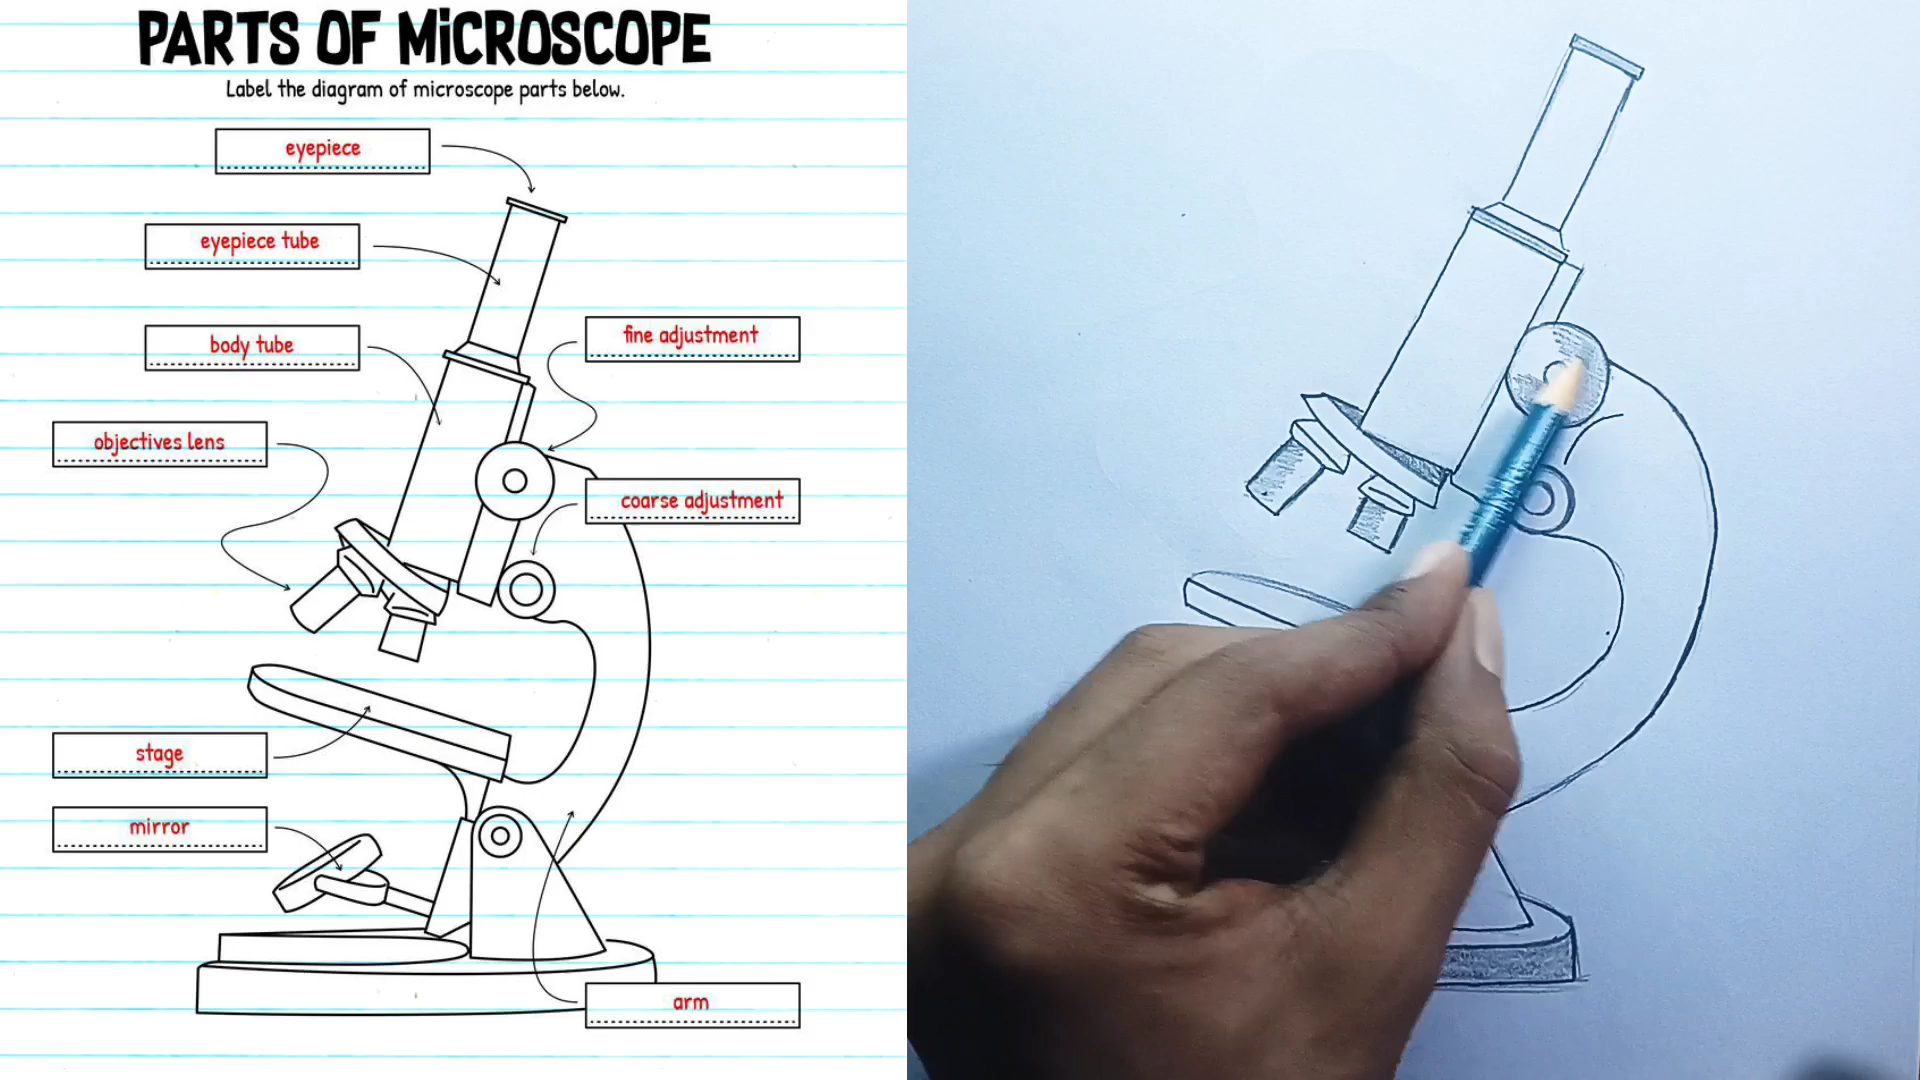 PARTS OF MiCROSCOPE
Label the diagram of microscope parts below.
eyepiece
eyepiece tube
body tube
fine adjustment
objectives lens
coarse adjustment
stage
mirror
arm